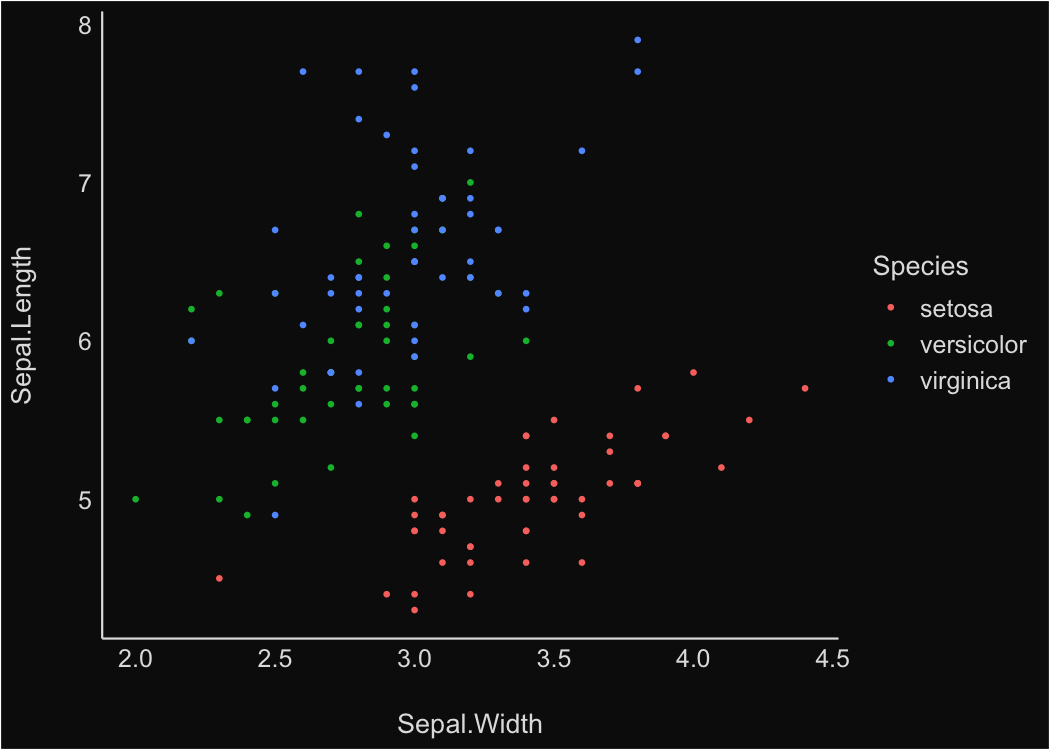 8
7
6
5
Sepal.Length
2.0 2.5 3.0 3.5 4.0 4.5
Sepal.Width
Species
setosa
versicolor
virginica